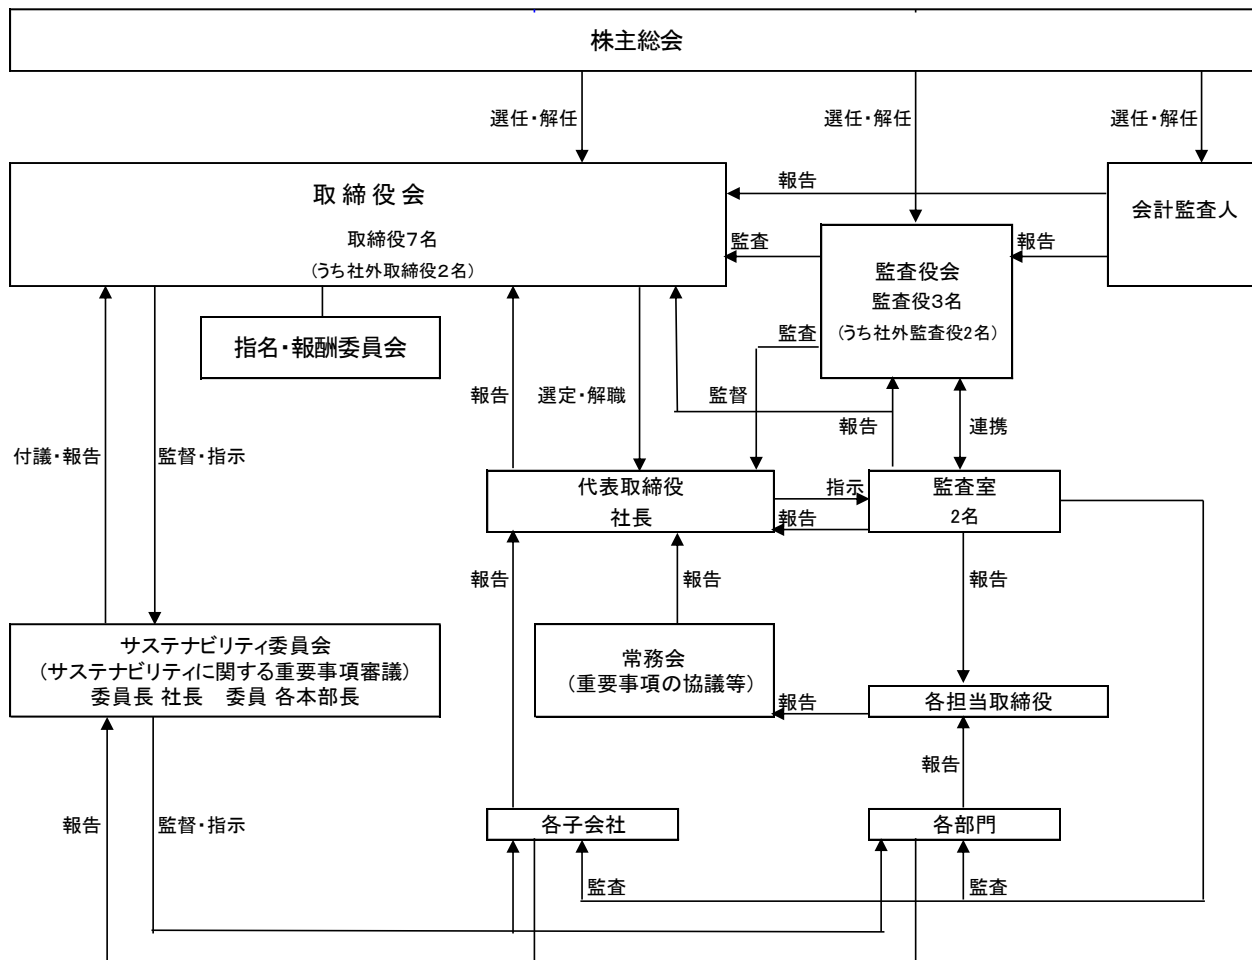 株主総会
選任・解任
選任・解任
選任・解任
取締役会
取締役7名
(うち社外取締役2名)
報告
会計監査人
監査
報告
監査役会
監査役3名
(うち社外監査役2名)
指名・報酬委員会
監査
報告
選定・解職
監督
報告
連携
付議・報告
監督・指示
代表取締役
社長
指示
報告
監査室
2名
報告
報告
報告
サステナビリティ委員会
(サステナビリティに関する重要事項審議)
委員長 社長 委員 各本部長
常務会
(重要事項の協議等)
報告
各担当取締役
報告
報告
監督・指示
各子会社
各部門
監査
監査